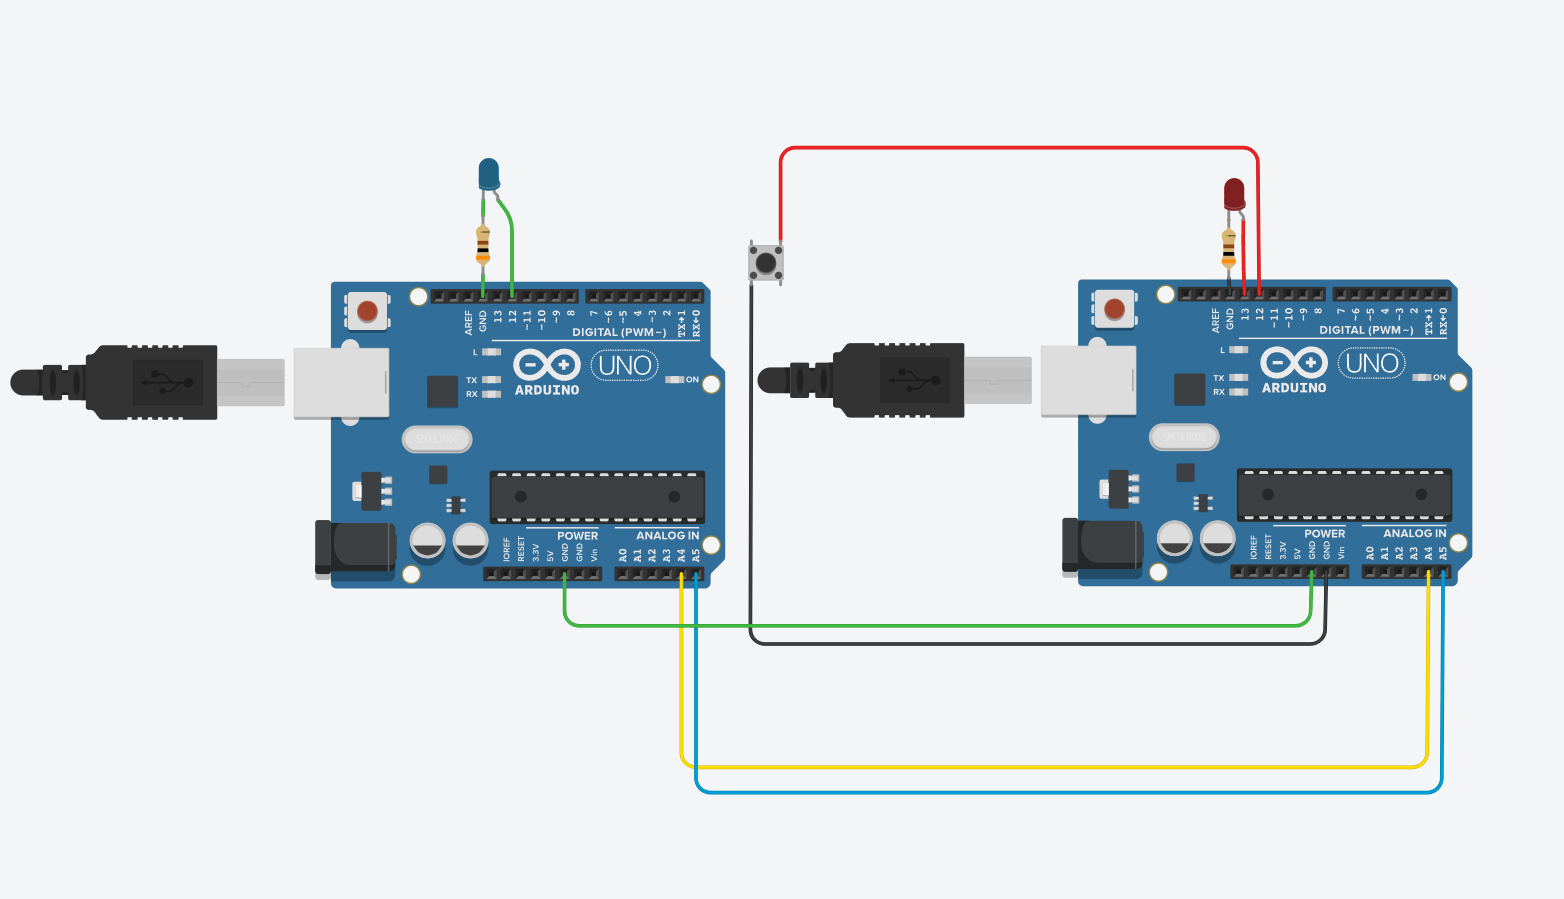 AREF
GND
13
12
~11
~10
~9
8
7
~6
~5
4
~3
2
TX→1
RX←0
DIGITAL (PWM~)
L
TX
RX
ARDUINO
UNO
ON
POWER
ANALOG IN
IOREF
RESET
3.3V
5V
GND
GND
Vin
A0
A1
A2
A3
A4
A5
AREF
GND
13
12
~11
~10
~9
8
7
~6
~5
4
~3
2
TX→1
RX←0
DIGITAL (PWM~)
L
TX
RX
ARDUINO
UNO
ON
POWER
ANALOG IN
IOREF
RESET
3.3V
5V
GND
GND
Vin
A0
A1
A2
A3
A4
A5